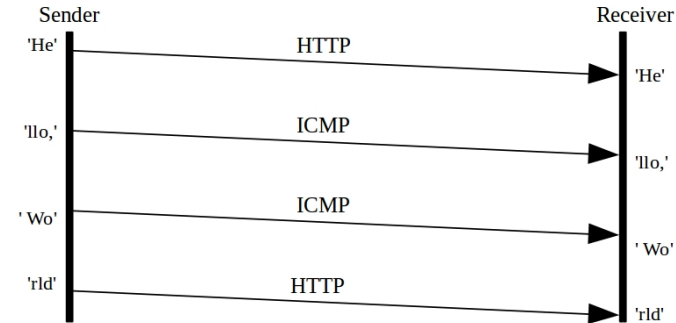 Sender Receiver
'He' HTTP 'He'
'llo,' ICMP 'llo,'
' Wo' ICMP ' Wo'
'rld' HTTP 'rld'